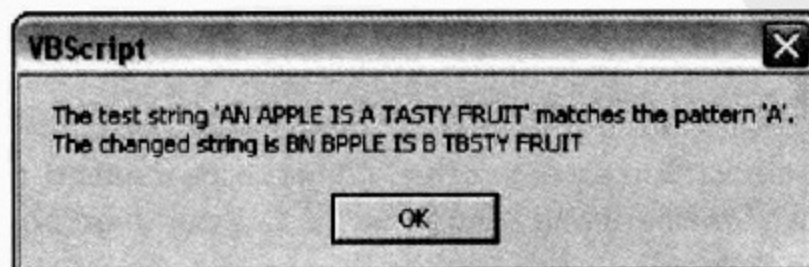 VBScript
The test string 'AN APPLE IS A TASTY FRUIT' matches the pattern 'A'.
The changed string is BN BPPLE IS B TBSTY FRUIT
OK